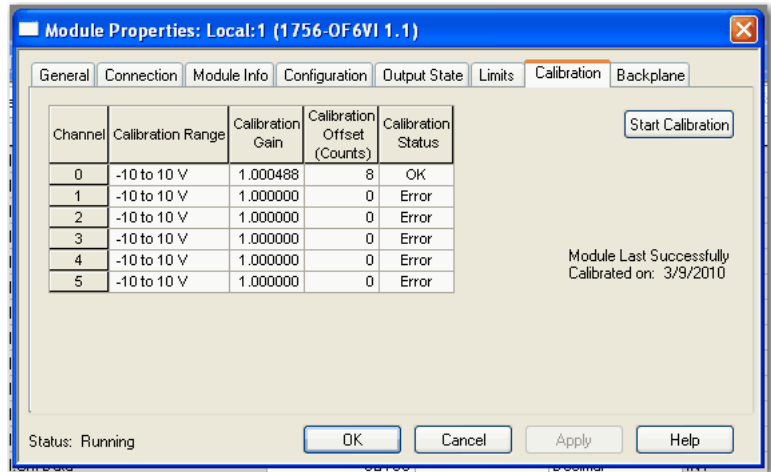 Module Properties: Local:1 (1756-OF6VI 1.1)
General Connection Module Info Configuration Output State Limits Calibration Backplane
Channel Calibration Range Calibration Gain Calibration Offset (Counts) Calibration Status
0 -10 to 10 V 1.000488 8 OK
1 -10 to 10 V 1.000000 0 Error
2 -10 to 10 V 1.000000 0 Error
3 -10 to 10 V 1.000000 0 Error
4 -10 to 10 V 1.000000 0 Error
5 -10 to 10 V 1.000000 0 Error
Start Calibration
Module Last Successfully
Calibrated on: 3/9/2010
Status: Running
OK Cancel Apply Help